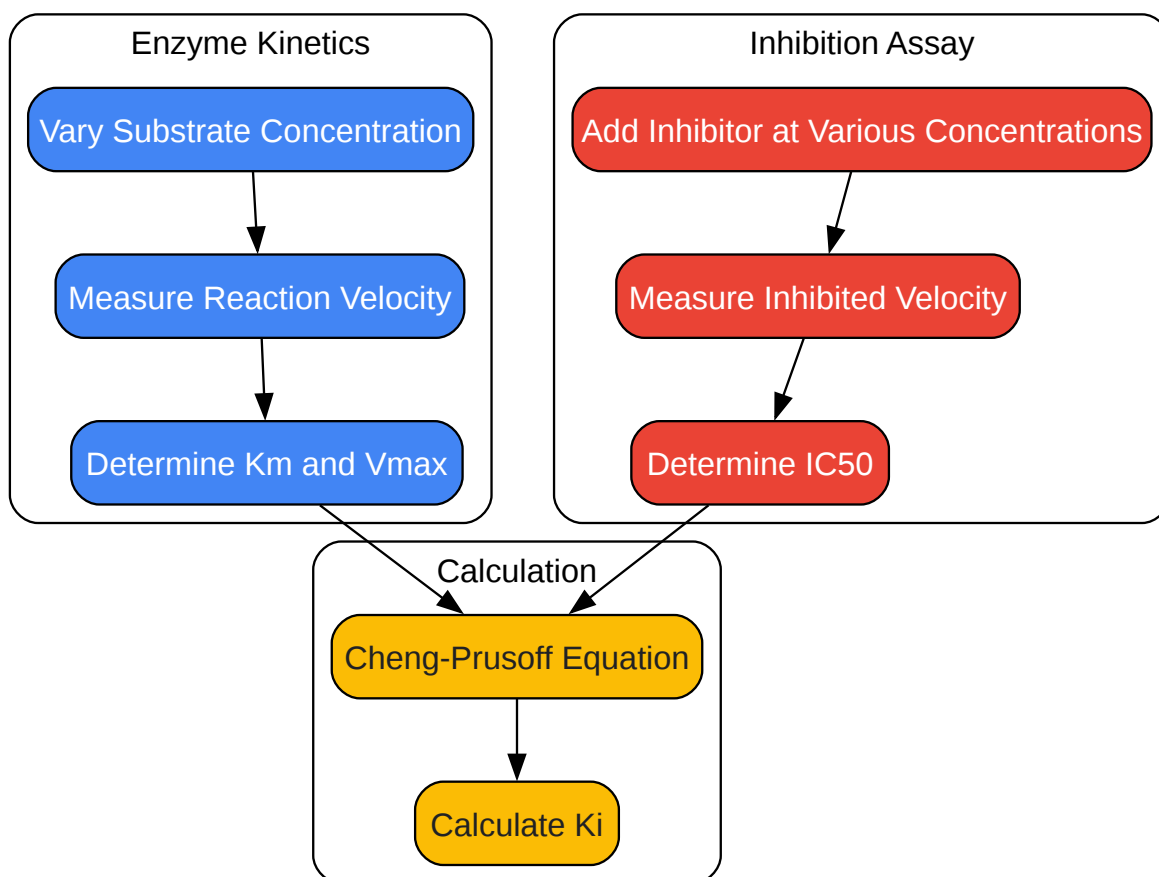 Enzyme Kinetics
Vary Substrate Concentration
Measure Reaction Velocity
Determine Km and Vmax
Inhibition Assay
Add Inhibitor at Various Concentrations
Measure Inhibited Velocity
Determine IC50
Calculation
Cheng-Prusoff Equation
Calculate Ki